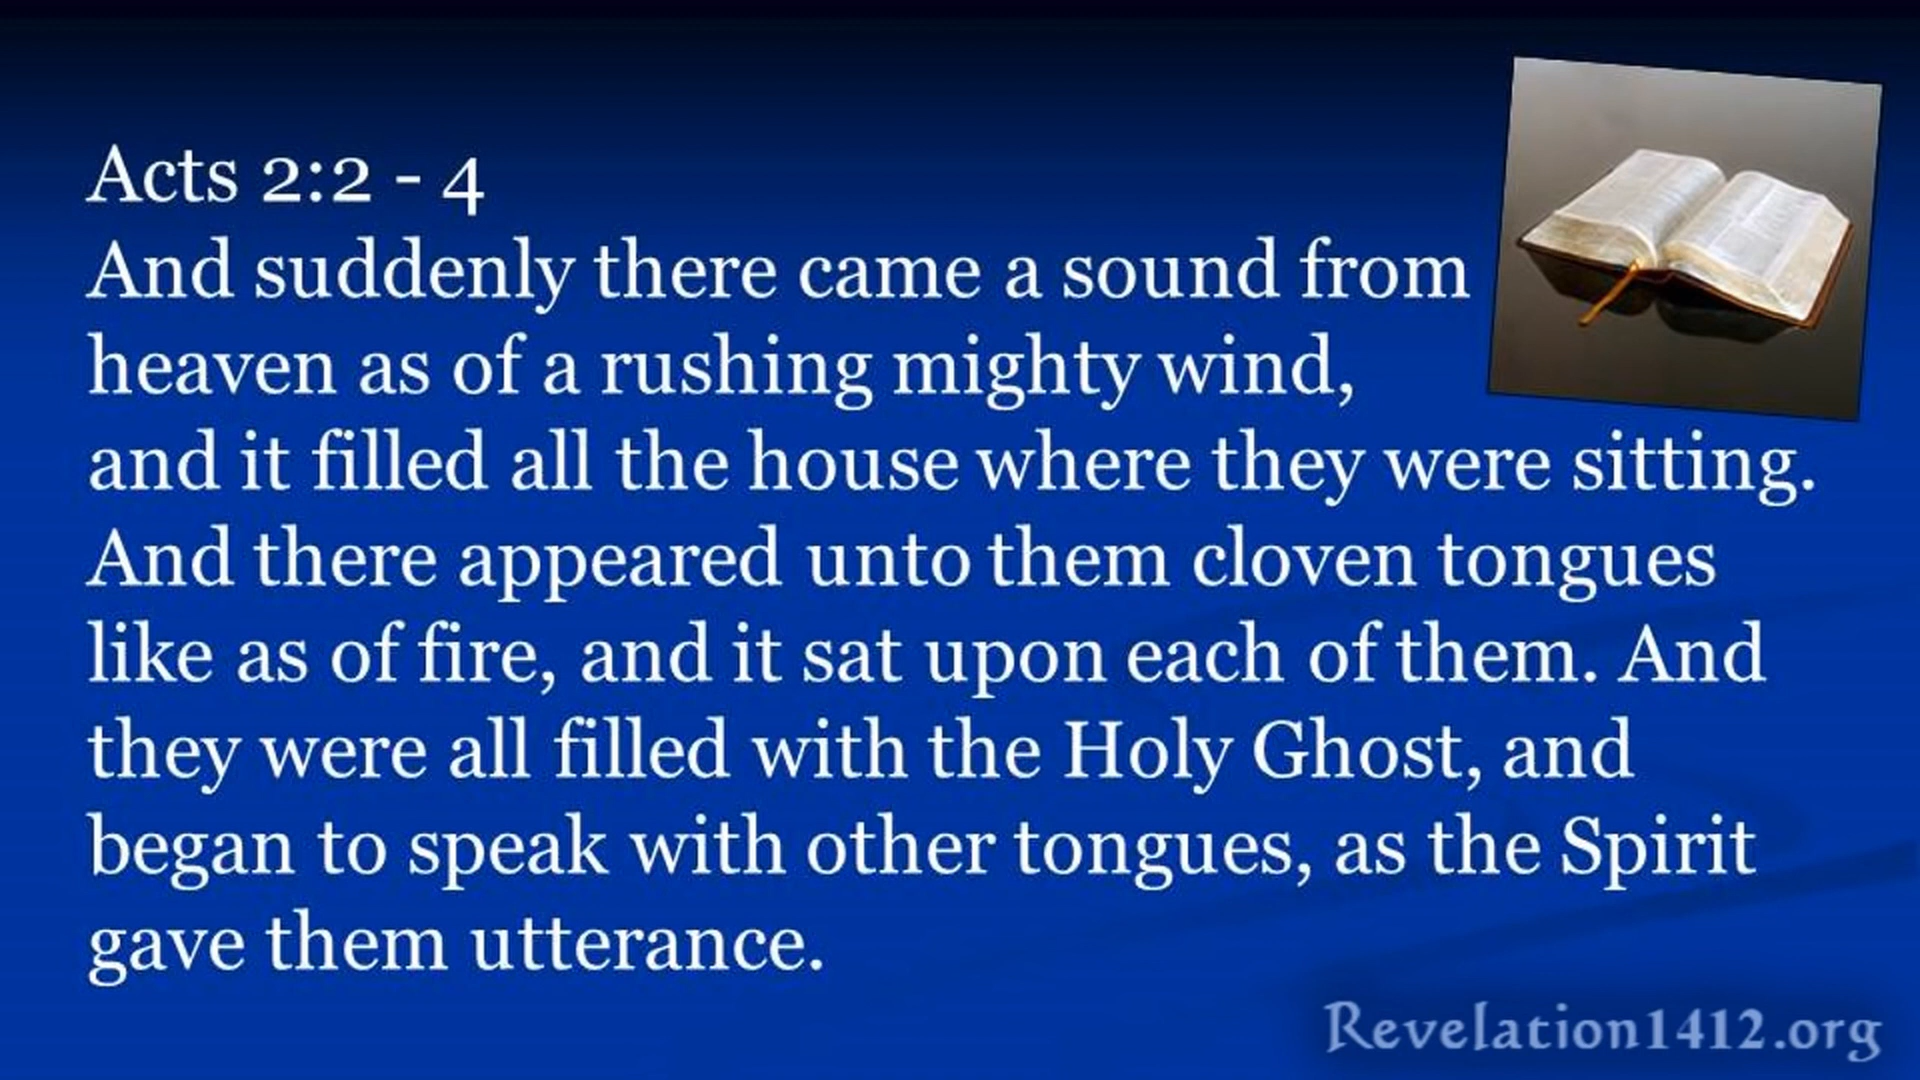 Acts 2:2 - 4
And suddenly there came a sound from
heaven as of a rushing mighty wind,
and it filled all the house where they were sitting.
And there appeared unto them cloven tongues
like as of fire, and it sat upon each of them. And
they were all filled with the Holy Ghost, and
began to speak with other tongues, as the Spirit
gave them utterance.
Revelation1412.org